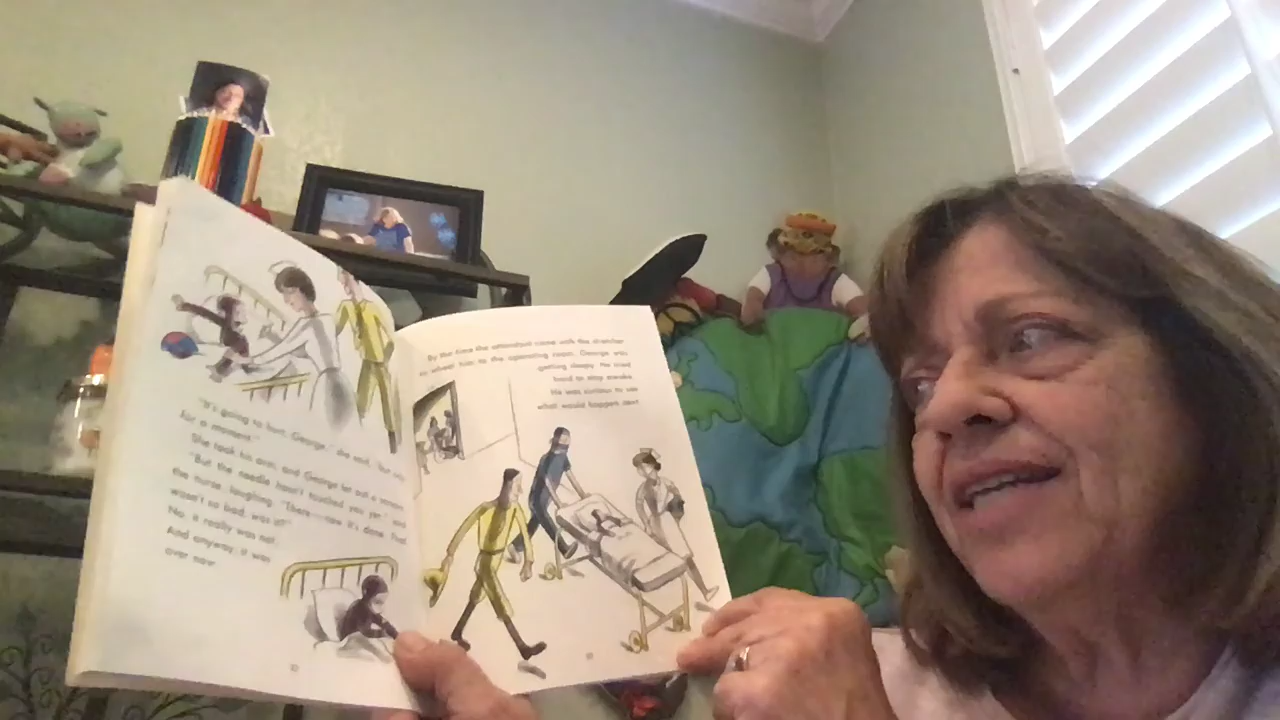 "It's going to hurt, George," she said, "but only
for a moment."
She took his arm, and George let out a scream.
"But the needle hasn't touched you yet," said
the nurse, laughing. "There—now it's done. That
wasn't so bad, was it?"
No, it really was not.
And anyway, it was
over now.
32
By the time the attendant came with the stretcher
to wheel him to the operating room, George was
getting sleepy. He tried
hard to stay awake.
He was curious to see
what would happen next.